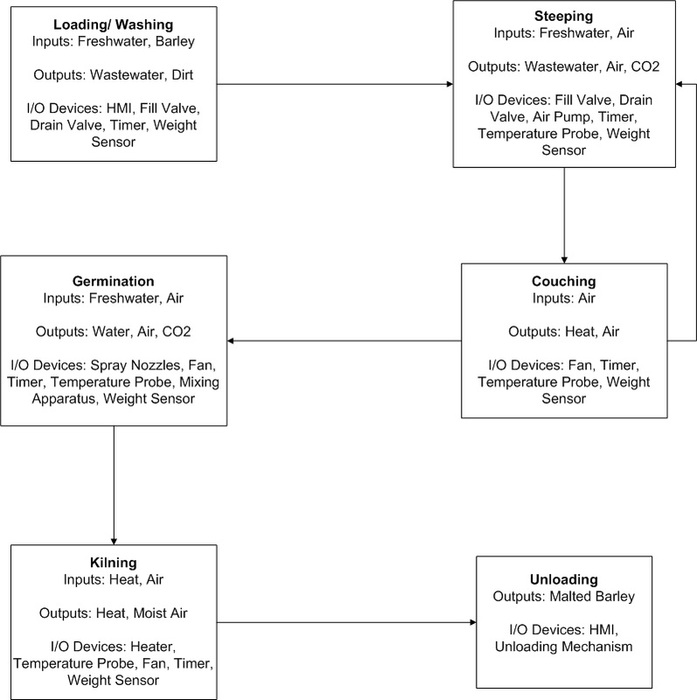 Loading/ Washing
Inputs: Freshwater, Barley
Outputs: Wastewater, Dirt
I/O Devices: HMI, Fill Valve,
Drain Valve, Timer, Weight
Sensor
Steeping
Inputs: Freshwater, Air
Outputs: Wastewater, Air, CO2
I/O Devices: Fill Valve, Drain
Valve, Air Pump, Timer,
Temperature Probe, Weight
Sensor
Couching
Inputs: Air
Outputs: Heat, Air
I/O Devices: Fan, Timer,
Temperature Probe, Weight
Sensor
Germination
Inputs: Freshwater, Air
Outputs: Water, Air, CO2
I/O Devices: Spray Nozzles, Fan,
Timer, Temperature Probe, Mixing
Apparatus, Weight Sensor
Kilning
Inputs: Heat, Air
Outputs: Heat, Moist Air
I/O Devices: Heater,
Temperature Probe, Fan, Timer,
Weight Sensor
Unloading
Outputs: Malted Barley
I/O Devices: HMI,
Unloading Mechanism